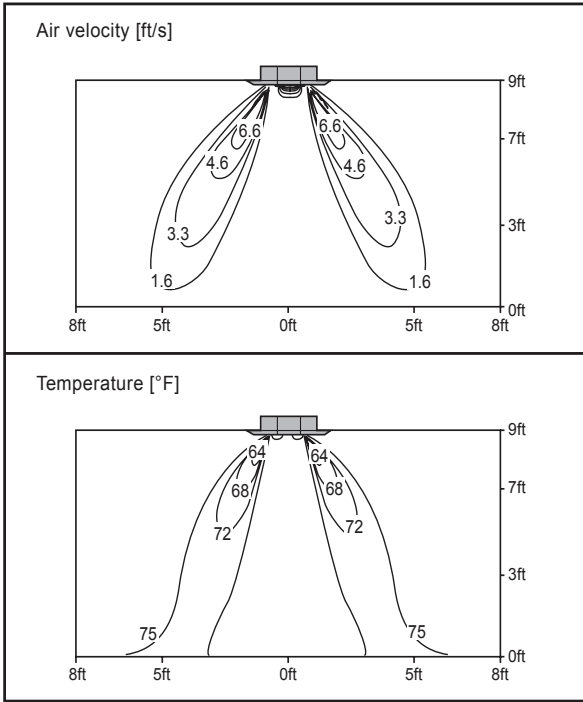 Air velocity [ft/s]
9ft
6.6 6.6
7ft
4.6 4.6
3.3 3.3
3ft
1.6 1.6
0ft
8ft 5ft 0ft 5ft 8ft
Temperature [°F]
9ft
64 64
68 68
7ft
72 72
3ft
75 75
0ft
8ft 5ft 0ft 5ft 8ft